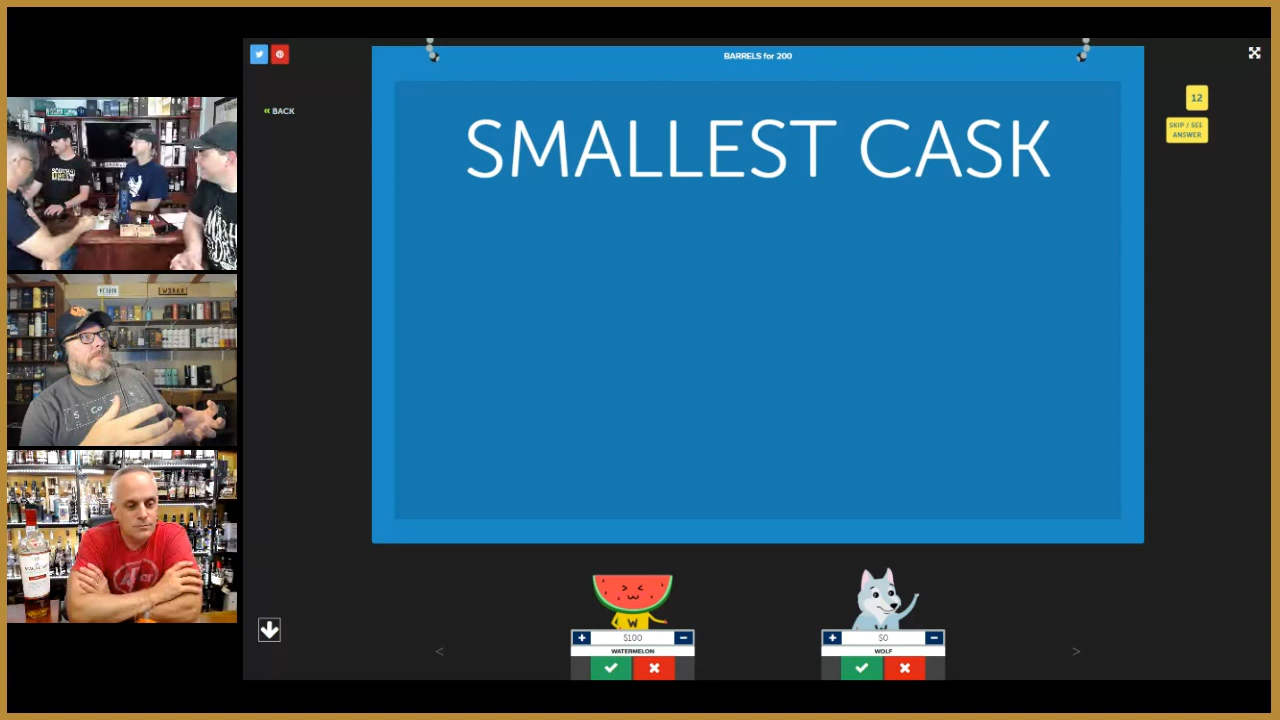 BARRELS for 200
« BACK
12
SKIP / SEE
ANSWER
SMALLEST CASK
W
$100
WATERMELON
$0
WOLF